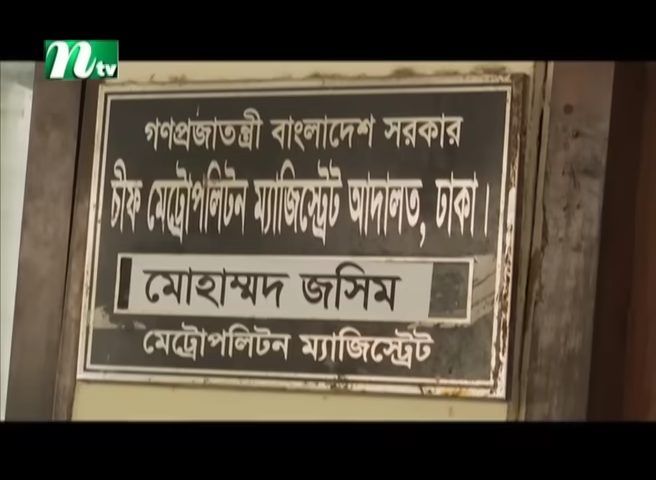 ntv
গণপ্রজাতন্ত্রী বাংলাদেশ সরকার
চীফ মেট্রোপলিটন ম্যাজিস্ট্রেট আদালত, ঢাকা।
মোহাম্মদ জসিম
মেট্রোপলিটন ম্যাজিস্ট্রেট